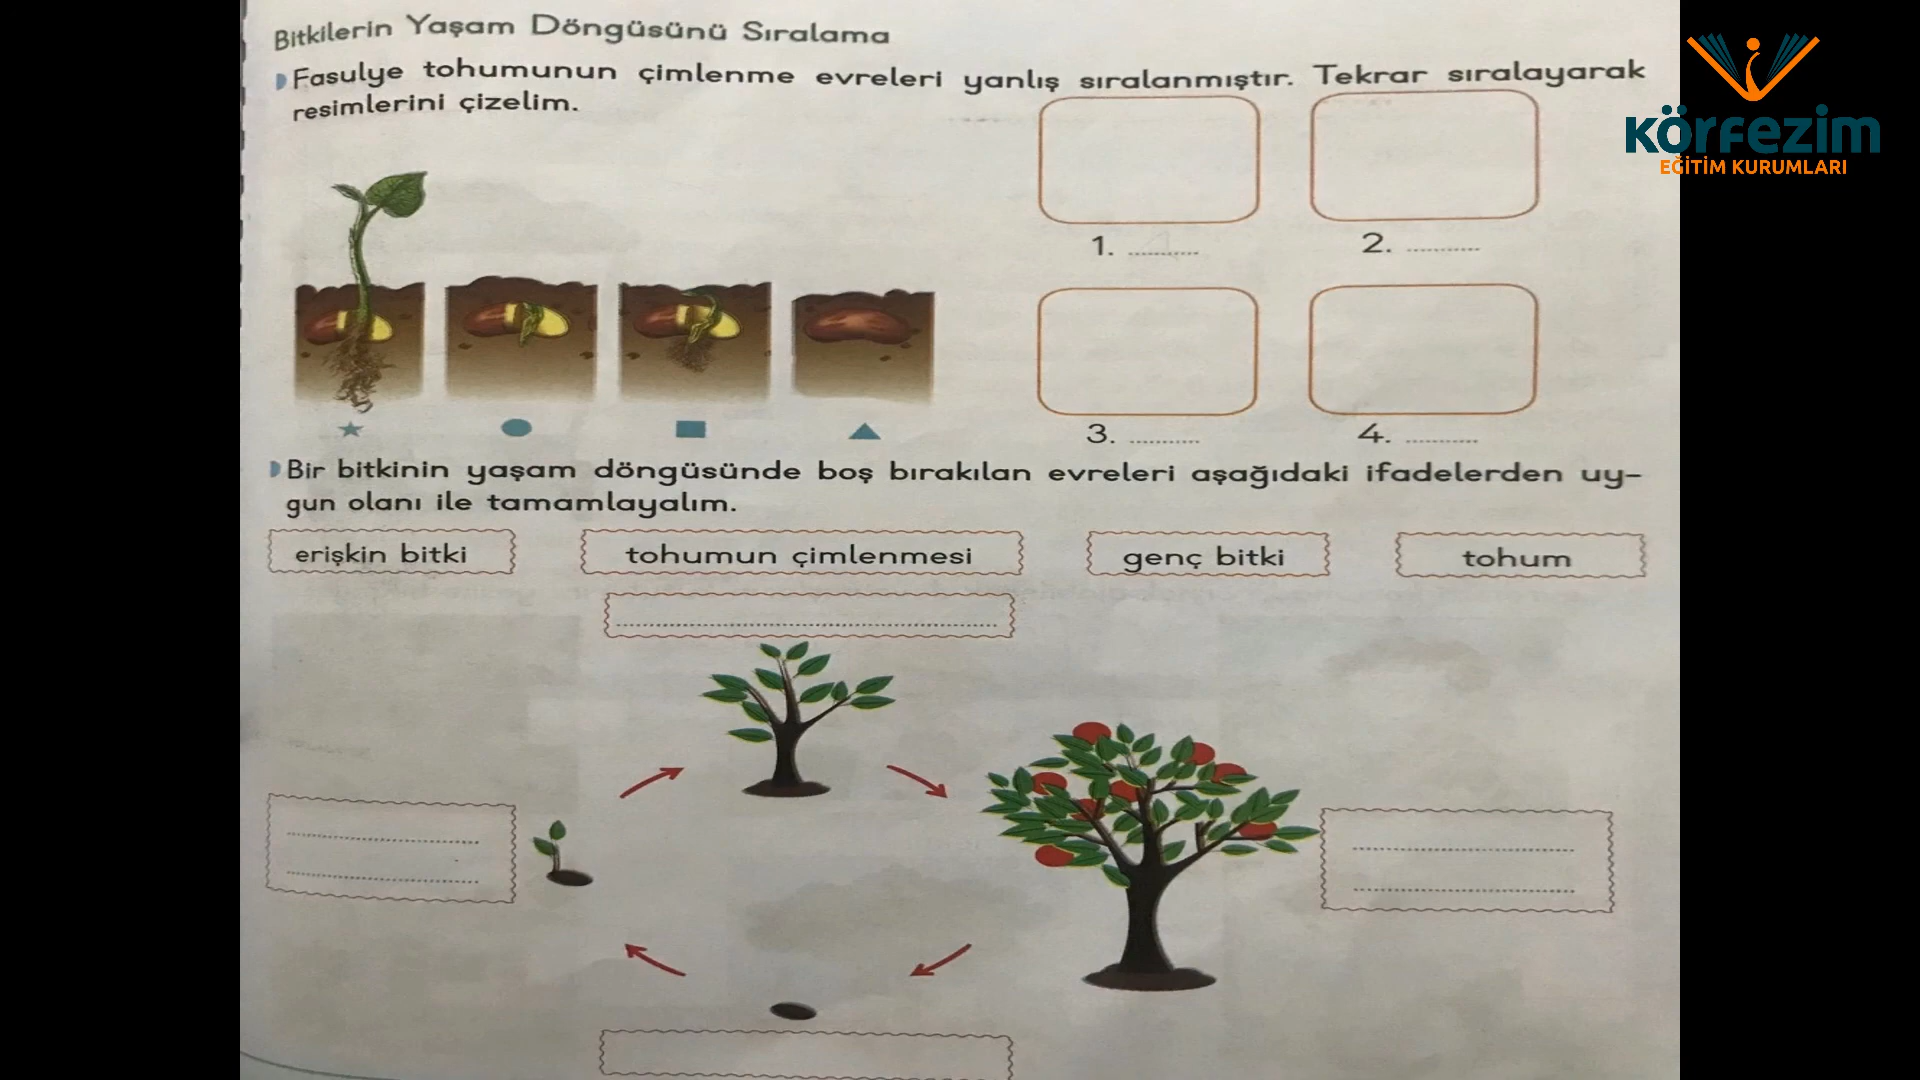 Bitkilerin Yaşam Döngüsünü Sıralama
Fasulye tohumunun çimlenme evreleri yanlış sıralanmıştır. Tekrar sıralayarak
resimlerini çizelim.
KÖRFEZİM
EĞİTİM KURUMLARI
1. ..........
2. ..........
3. ..........
4. ..........
Bir bitkinin yaşam döngüsünde boş bırakılan evreleri aşağıdaki ifadelerden uy-
gun olanı ile tamamlayalım.
erişkin bitki
tohumun çimlenmesi
genç bitki
tohum